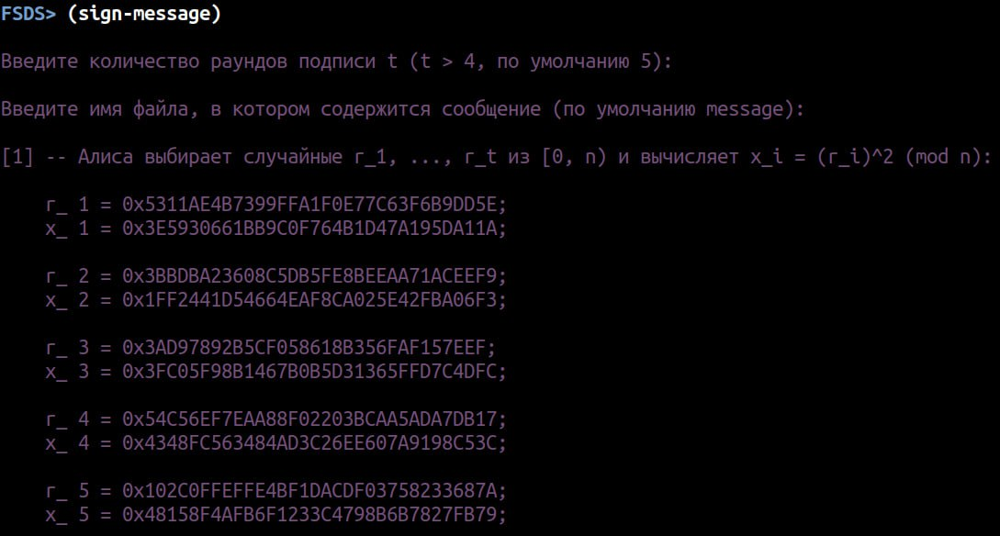 FSDS> (sign-message)
Введите количество раундов подписи t (t > 4, по умолчанию 5):
Введите имя файла, в котором содержится сообщение (по умолчанию message):
[1] -- Алиса выбирает случайные r_1, ..., r_t из [0, n) и вычисляет x_i = (r_i)^2 (mod n):
r_ 1 = 0x5311AE4B7399FFA1F0E77C63F6B9DD5E;
x_ 1 = 0x3E5930661BB9C0F764B1D47A195DA11A;
r_ 2 = 0x3BBDBA23608C5DB5FE8BEEAA71ACEEF9;
x_ 2 = 0x1FF2441D54664EAF8CA025E42FBA06F3;
r_ 3 = 0x3AD97892B5CF058618B356FAF157EEF;
x_ 3 = 0x3FC05F98B1467B0B5D31365FFD7C4DFC;
r_ 4 = 0x54C56EF7EAA88F02203BCAA5ADA7DB17;
x_ 4 = 0x4348FC563484AD3C26EE607A9198C53C;
r_ 5 = 0x102C0FFEFFE4BF1DACDF03758233687A;
x_ 5 = 0x48158F4AFB6F1233C4798B6B7827FB79;